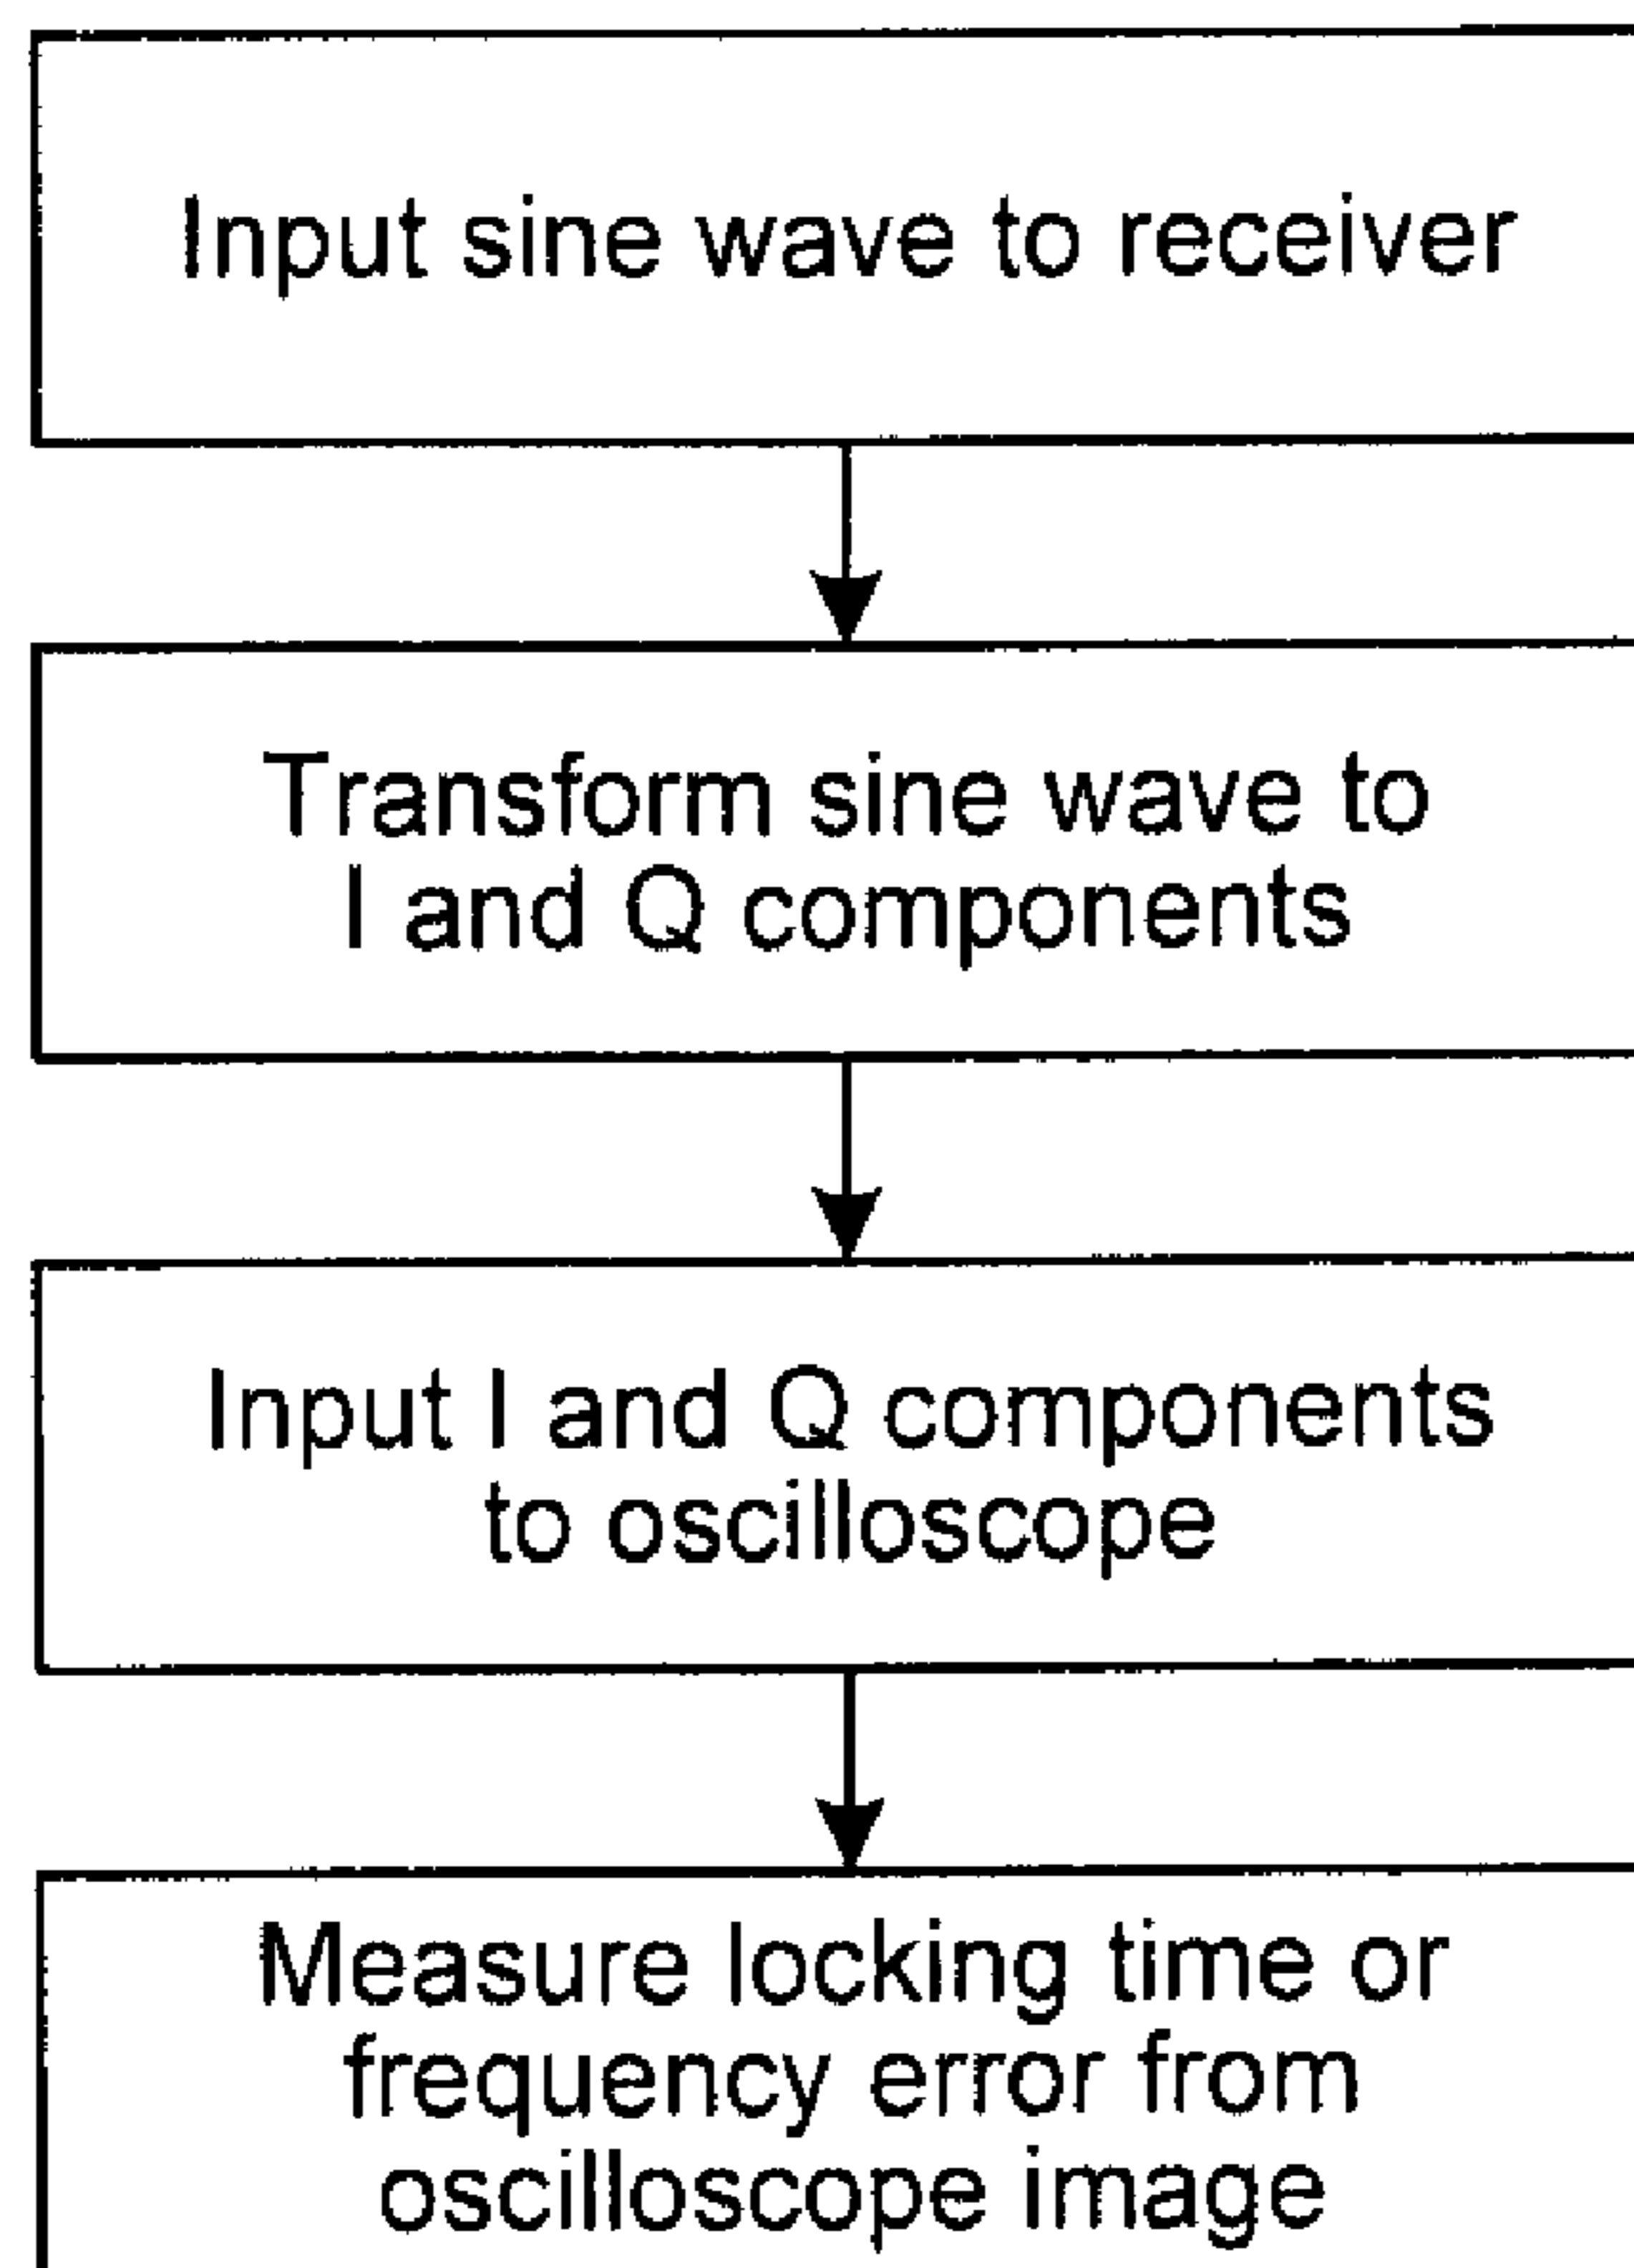 Input sine wave to receiver
Transform sine wave to
I and Q components
Input I and Q components
to oscilloscope
Measure locking time or
frequency error from
oscilloscope image